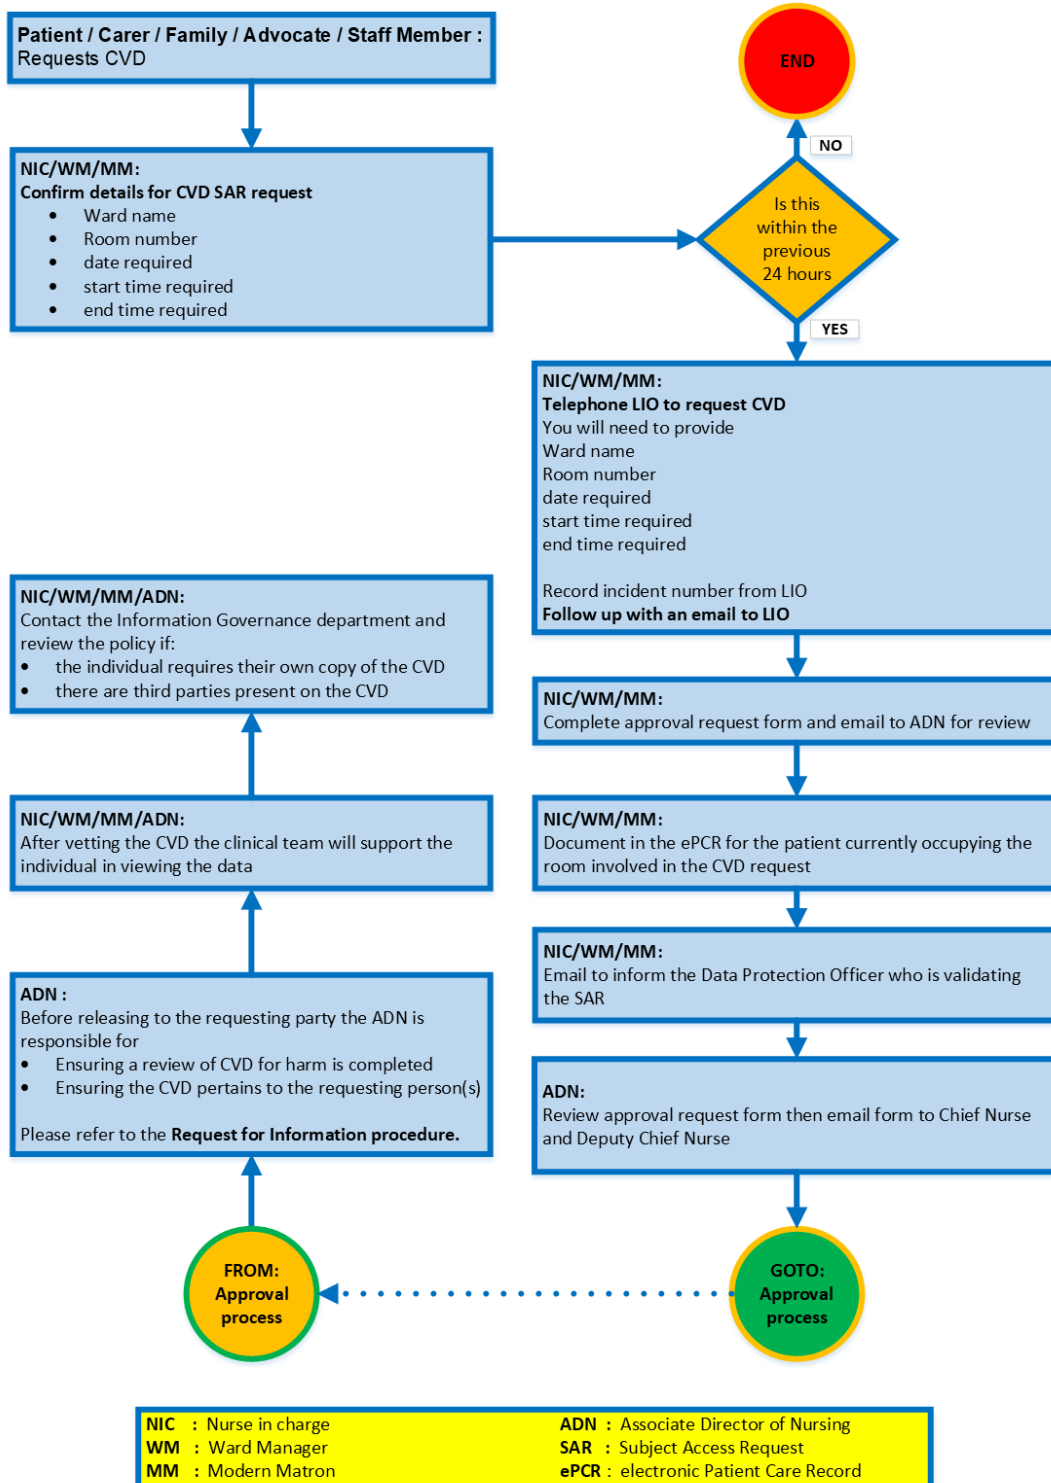 Patient / Carer / Family / Advocate / Staff Member :
Requests CVD
NIC/WM/MM:
Confirm details for CVD SAR request
• Ward name
• Room number
• date required
• start time required
• end time required
END
NO
Is this
within the
previous
24 hours
YES
NIC/WM/MM:
Telephone LIO to request CVD
You will need to provide
Ward name
Room number
date required
start time required
end time required
Record incident number from LIO
Follow up with an email to LIO
NIC/WM/MM:
Complete approval request form and email to ADN for review
NIC/WM/MM:
Document in the ePCR for the patient currently occupying the
room involved in the CVD request
NIC/WM/MM:
Email to inform the Data Protection Officer who is validating
the SAR
ADN:
Review approval request form then email form to Chief Nurse
and Deputy Chief Nurse
GOTO:
Approval
process
FROM:
Approval
process
ADN :
Before releasing to the requesting party the ADN is
responsible for
• Ensuring a review of CVD for harm is completed
• Ensuring the CVD pertains to the requesting person(s)
Please refer to the Request for Information procedure.
NIC/WM/MM/ADN:
After vetting the CVD the clinical team will support the
individual in viewing the data
NIC/WM/MM/ADN:
Contact the Information Governance department and
review the policy if:
• the individual requires their own copy of the CVD
• there are third parties present on the CVD
NIC : Nurse in charge
WM : Ward Manager
MM : Modern Matron
ADN : Associate Director of Nursing
SAR : Subject Access Request
ePCR : electronic Patient Care Record